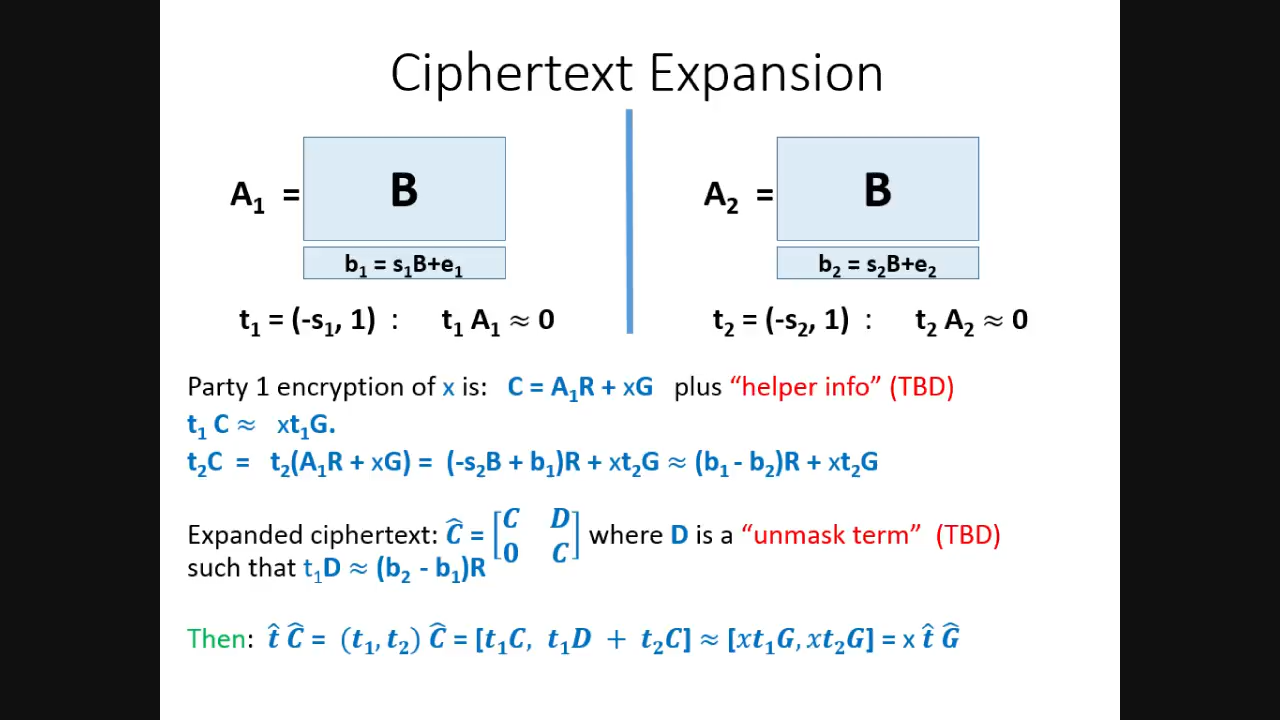 Ciphertext Expansion
A₁ = B
b₁ = s₁B+e₁
t₁ = (-s₁, 1) : t₁ A₁ ≈ 0
A₂ = B
b₂ = s₂B+e₂
t₂ = (-s₂, 1) : t₂ A₂ ≈ 0
Party 1 encryption of x is: C = A₁R + xG plus “helper info” (TBD)
t₁ C ≈ xt₁G.
t₂C = t₂(A₁R + xG) = (-s₂B + b₁)R + xt₂G ≈ (b₁ - b₂)R + xt₂G
Expanded ciphertext: Ĉ = [C D; 0 C] where D is a “unmask term” (TBD)
such that t₁D ≈ (b₂ - b₁)R
Then: t̂ Ĉ = (t₁, t₂) Ĉ = [t₁C, t₁D + t₂C] ≈ [xt₁G, xt₂G] = x t̂ Ĝ